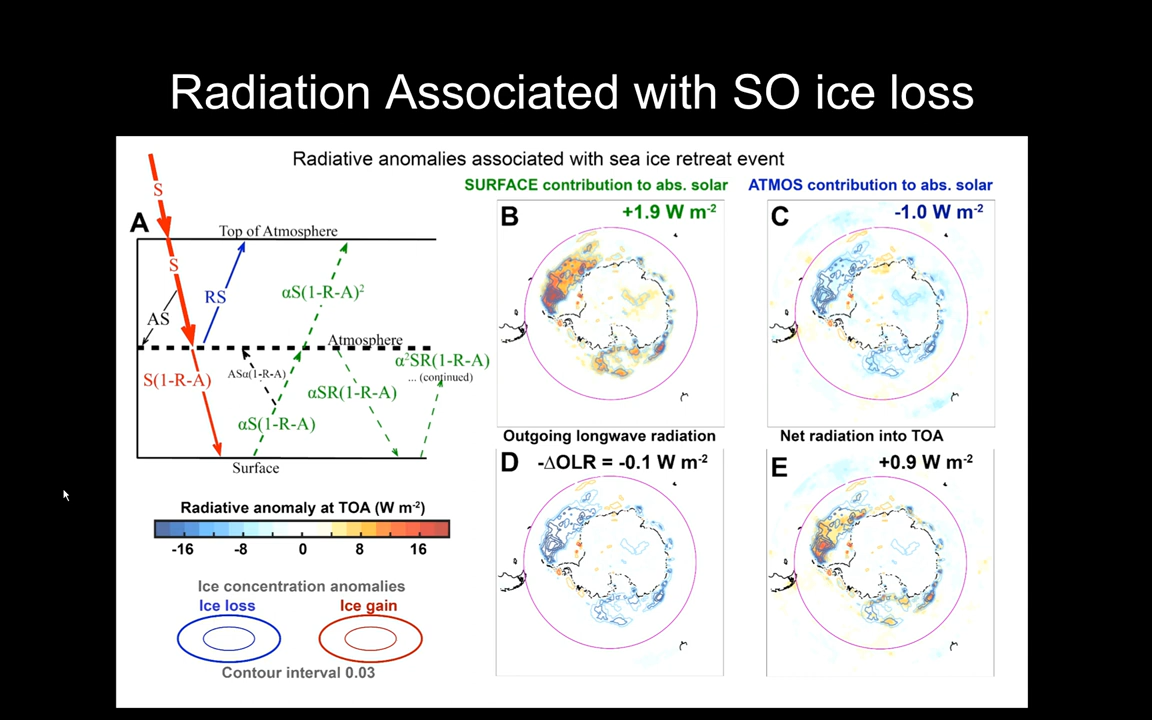 Radiation Associated with SO ice loss
Radiative anomalies associated with sea ice retreat event
SURFACE contribution to abs. solar
ATMOS contribution to abs. solar
A
S
Top of Atmosphere
S
RS
αS(1-R-A)²
AS
Atmosphere
S(1-R-A)
ASα(1-R-A)
α²SR(1-R-A)
... (continued)
αSR(1-R-A)
αS(1-R-A)
Surface
B
+1.9 W m⁻²
C
-1.0 W m⁻²
Outgoing longwave radiation
Net radiation into TOA
D
-ΔOLR = -0.1 W m⁻²
E
+0.9 W m⁻²
Radiative anomaly at TOA (W m⁻²)
-16 -8 0 8 16
Ice concentration anomalies
Ice loss Ice gain
Contour interval 0.03